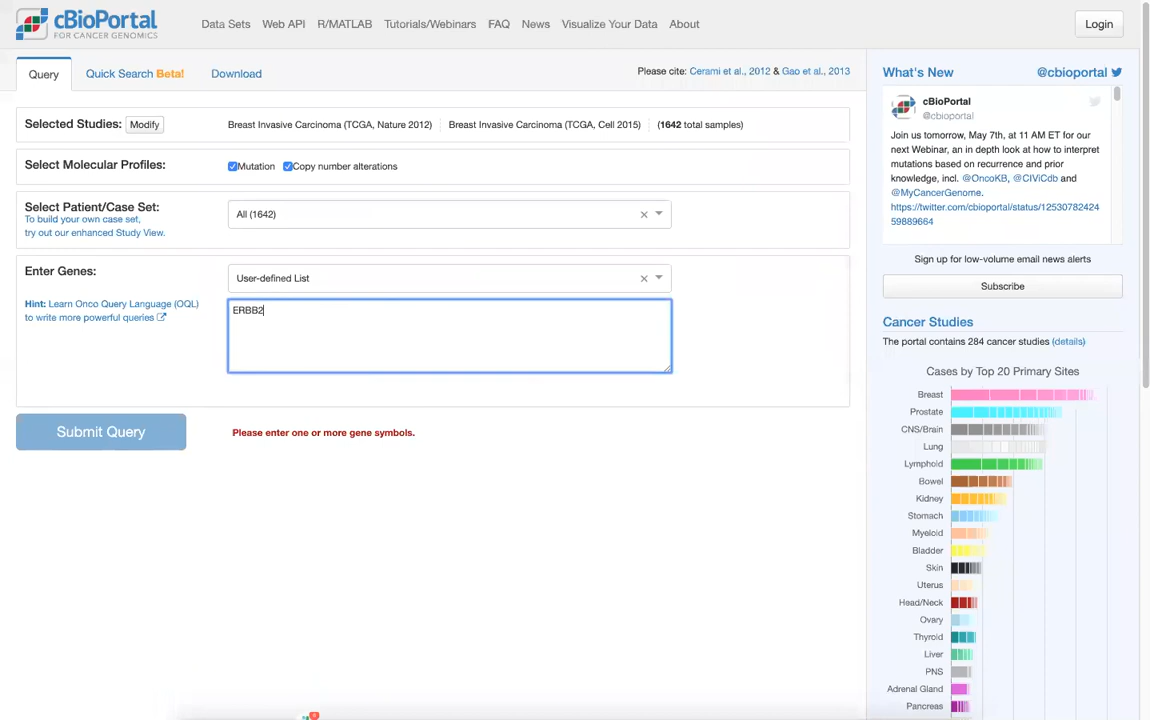 cBioPortal
FOR CANCER GENOMICS
Data Sets Web API R/MATLAB Tutorials/Webinars FAQ News Visualize Your Data About
Login
Query Quick Search Beta! Download
Please cite: Cerami et al., 2012 & Gao et al., 2013
Selected Studies: Modify Breast Invasive Carcinoma (TCGA, Nature 2012) Breast Invasive Carcinoma (TCGA, Cell 2015) (1642 total samples)
Select Molecular Profiles: Mutation Copy number alterations
Select Patient/Case Set:
To build your own case set,
try out our enhanced Study View.
All (1642)
Enter Genes:
User-defined List
Hint: Learn Onco Query Language (OQL)
to write more powerful queries
ERBB2
Submit Query
Please enter one or more gene symbols.
What's New @cbioportal
cBioPortal
@cbioportal
Join us tomorrow, May 7th, at 11 AM ET for our
next Webinar, an in depth look at how to interpret
mutations based on recurrence and prior
knowledge, incl. @OncoKB, @CIViCdb and
@MyCancerGenome.
https://twitter.com/cbioportal/status/12530782424
59889664
Sign up for low-volume email news alerts
Subscribe
Cancer Studies
The portal contains 284 cancer studies (details)
Cases by Top 20 Primary Sites
Breast
Prostate
CNS/Brain
Lung
Lymphoid
Bowel
Kidney
Stomach
Myeloid
Bladder
Skin
Uterus
Head/Neck
Ovary
Thyroid
Liver
PNS
Adrenal Gland
Pancreas